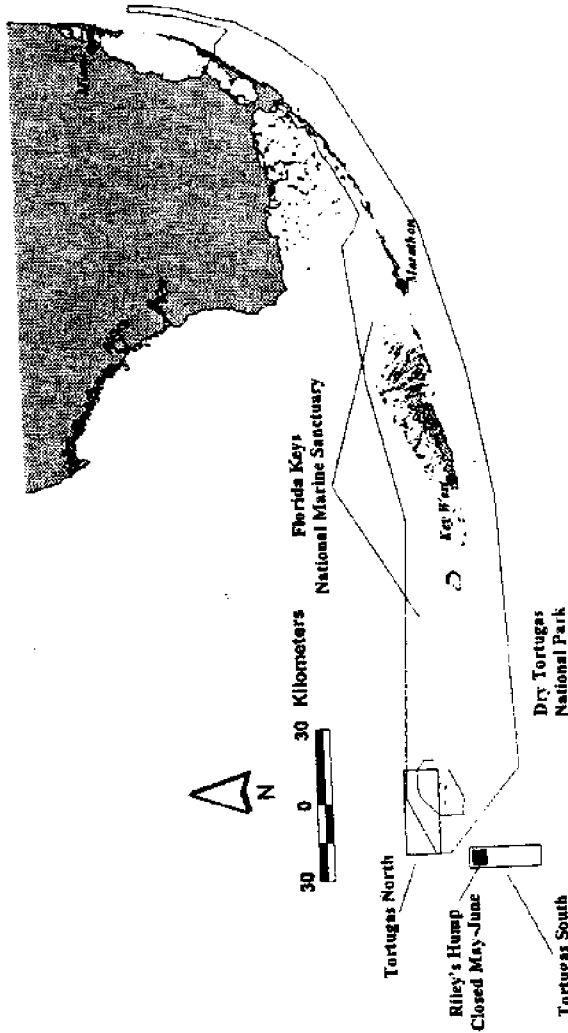 Miami
Marathon
Florida Keys
National Marine Sanctuary
Key West
30 0 30 Kilometers
N
Dry Tortugas
National Park
Tortugas North
Riley's Hump
Closed May-June
Tortugas South